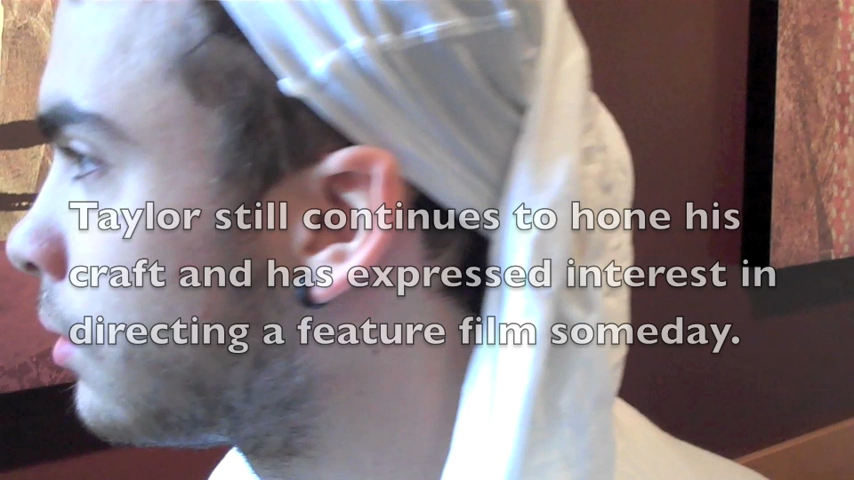 Taylor still continues to hone his
craft and has expressed interest in
directing a feature film someday.